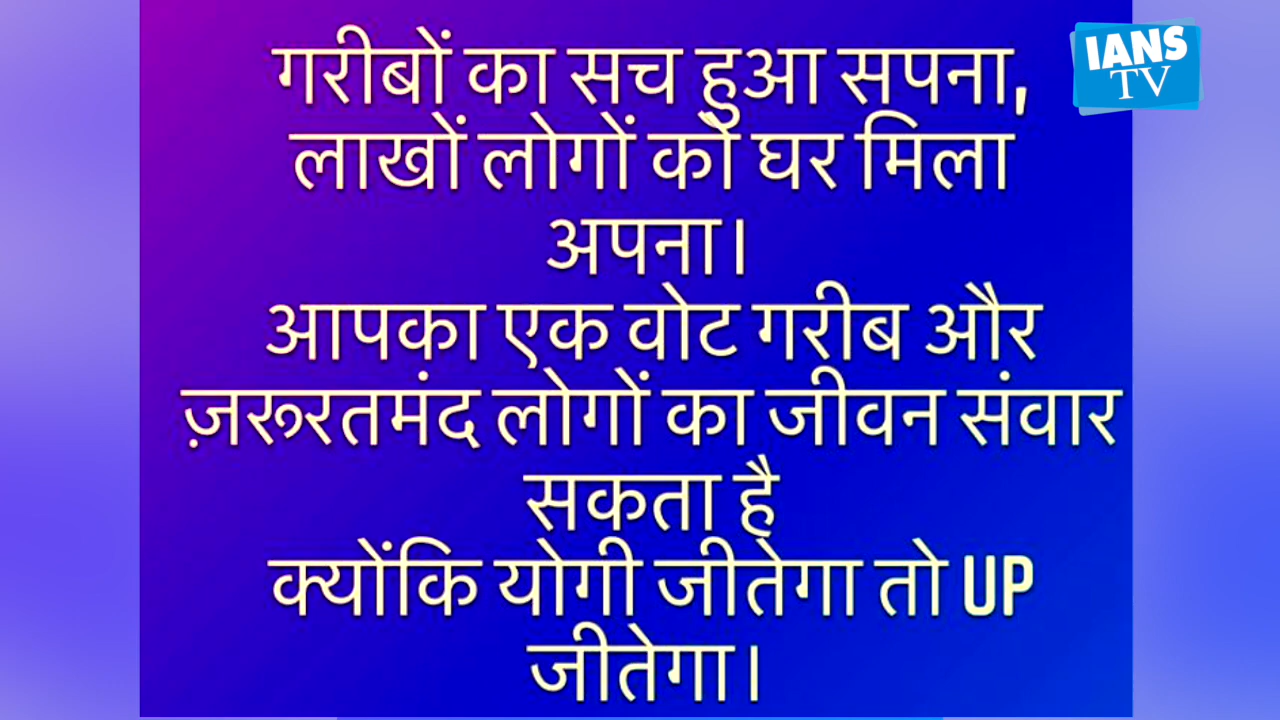 IANS
TV
गरीबों का सच हुआ सपना,
लाखों लोगों को घर मिला
अपना।
आपका एक वोट गरीब और
ज़रूरतमंद लोगों का जीवन संवार
सकता है
क्योंकि योगी जीतेगा तो UP
जीतेगा।